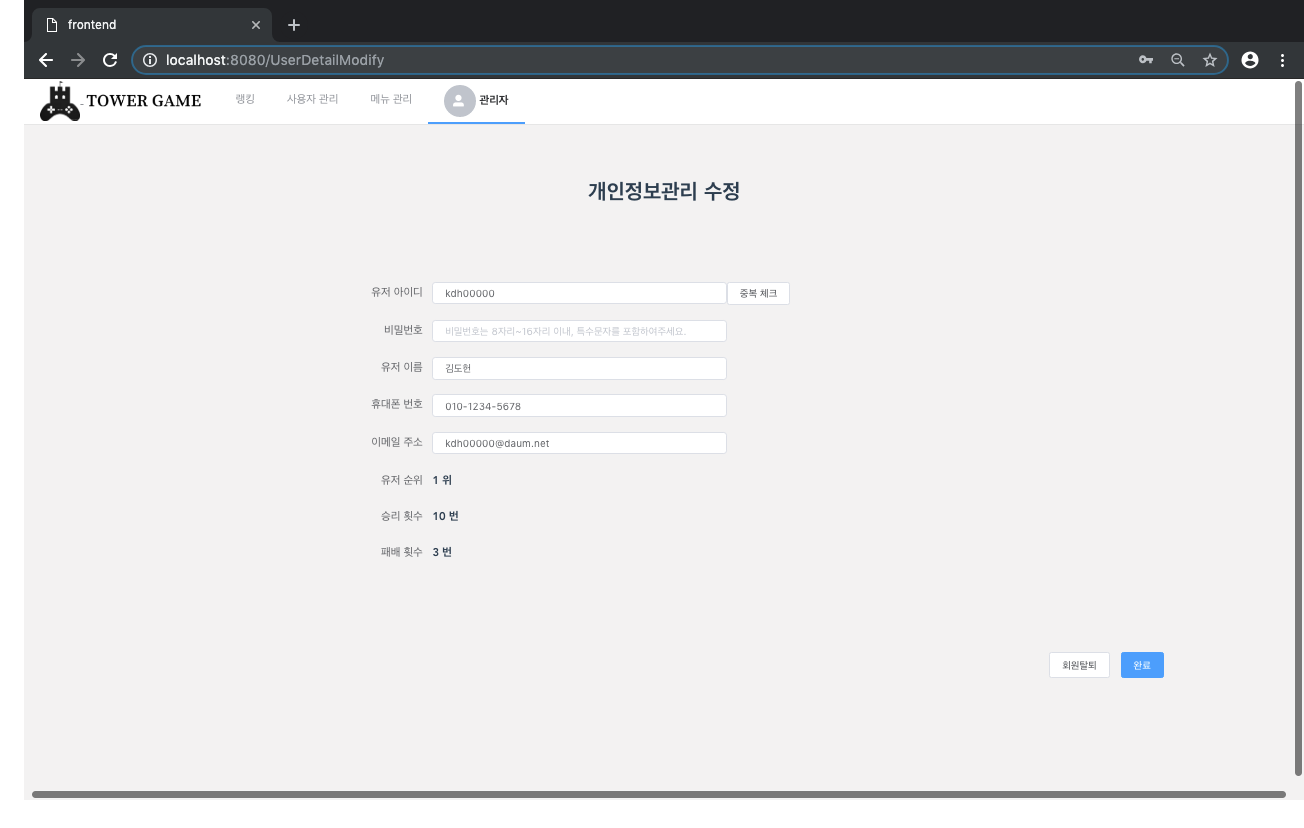 frontend
localhost:8080/UserDetailModify
TOWER GAME 랭킹 사용자 관리 메뉴 관리 관리자
개인정보관리 수정
유저 아이디 kdh00000 중복 체크
비밀번호 비밀번호는 8자리~16자리 이내, 특수문자를 포함하여주세요.
유저 이름 김도헌
휴대폰 번호 010-1234-5678
이메일 주소 kdh00000@daum.net
유저 순위 1 위
승리 횟수 10 번
패배 횟수 3 번
회원탈퇴 완료